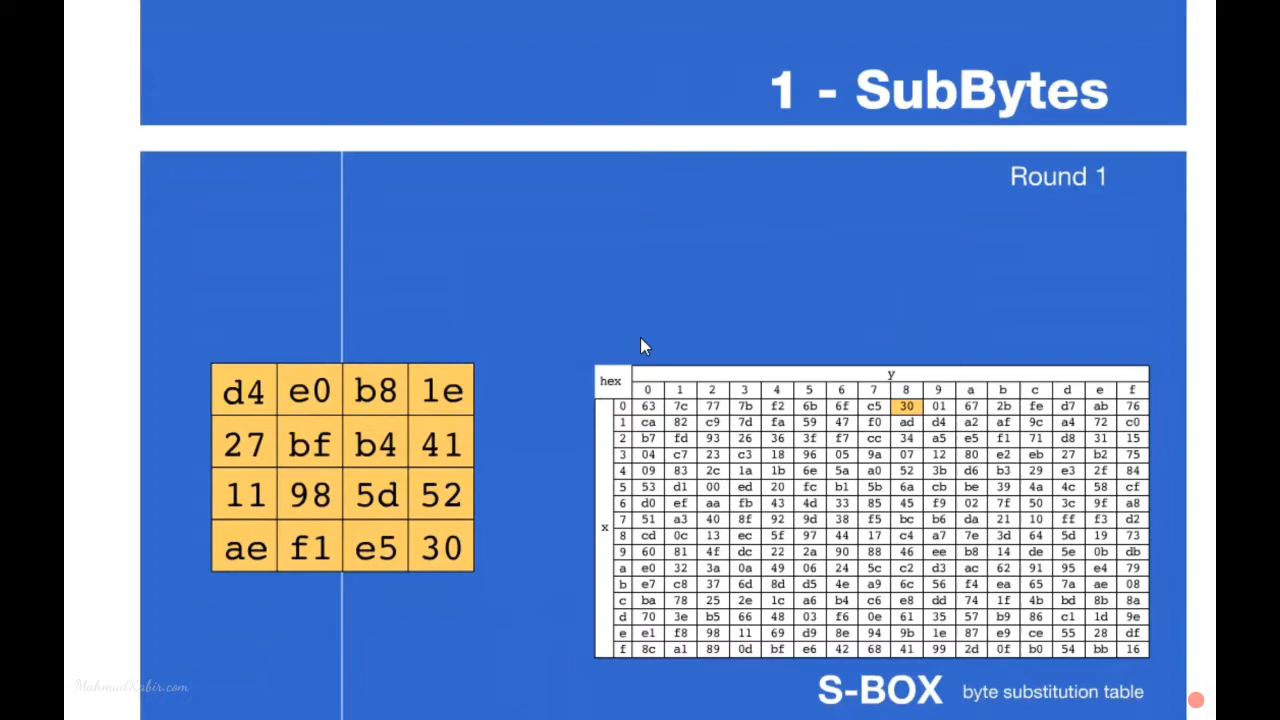 1 - SubBytes
Round 1
d4 e0 b8 1e
27 bf b4 41
11 98 5d 52
ae f1 e5 30
hex y
0 1 2 3 4 5 6 7 8 9 a b c d e f
0 63 7c 77 7b f2 6b 6f c5 30 01 67 2b fe d7 ab 76
1 ca 82 c9 7d fa 59 47 f0 ad d4 a2 af 9c a4 72 c0
2 b7 fd 93 26 36 3f f7 cc 34 a5 e5 f1 71 d8 31 15
3 04 c7 23 c3 18 96 05 9a 07 12 80 e2 eb 27 b2 75
4 09 83 2c 1a 1b 6e 5a a0 52 3b d6 b3 29 e3 2f 84
5 53 d1 00 ed 20 fc b1 5b 6a cb be 39 4a 4c 58 cf
6 d0 ef aa fb 43 4d 33 85 45 f9 02 7f 50 3c 9f a8
x 7 51 a3 40 8f 92 9d 38 f5 bc b6 da 21 10 ff f3 d2
8 cd 0c 13 ec 5f 97 44 17 c4 a7 7e 3d 64 5d 19 73
9 60 81 4f dc 22 2a 90 88 46 ee b8 14 de 5e 0b db
a e0 32 3a 0a 49 06 24 5c c2 d3 ac 62 91 95 e4 79
b e7 c8 37 6d 8d d5 4e a9 6c 56 f4 ea 65 7a ae 08
c ba 78 25 2e 1c a6 b4 c6 e8 dd 74 1f 4b bd 8b 8a
d 70 3e b5 66 48 03 f6 0e 61 35 57 b9 86 c1 1d 9e
e e1 f8 98 11 69 d9 8e 94 9b 1e 87 e9 ce 55 28 df
f 8c a1 89 0d bf e6 42 68 41 99 2d 0f b0 54 bb 16
S-BOX byte substitution table
MahmutKabir.com